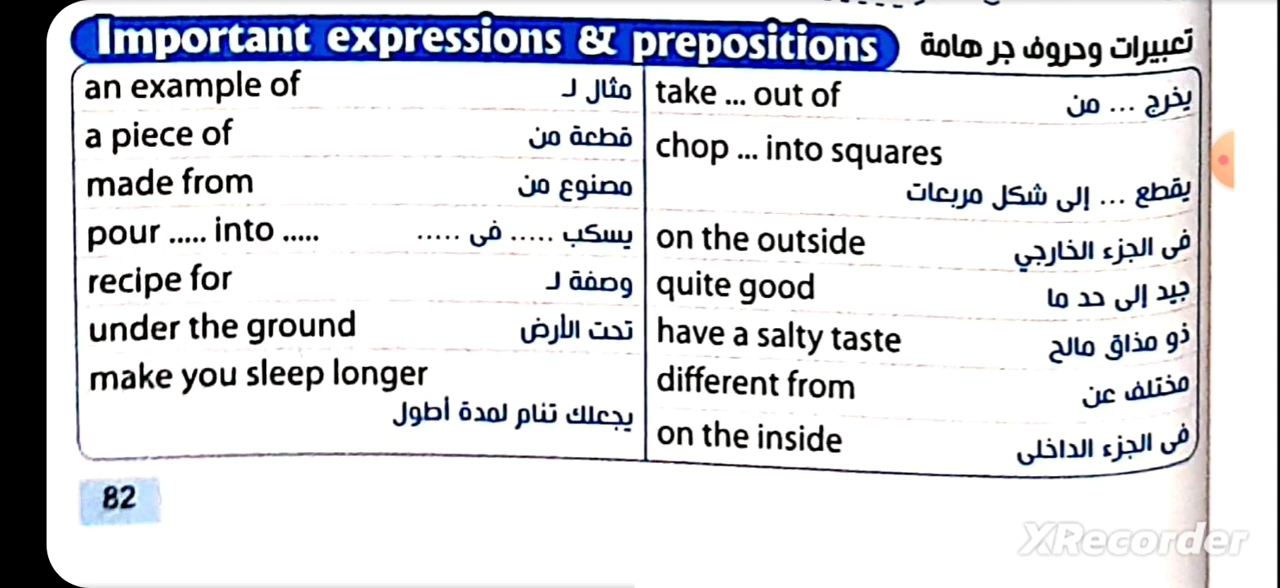 Important expressions & prepositions تعبيرات وحروف جر هامة
an example of مثال لـ
a piece of قطعة من
made from مصنوع من
pour ..... into ..... يسكب ..... فى .....
recipe for وصفة لـ
under the ground تحت الأرض
make you sleep longer
يجعلك تنام لمدة أطول
take ... out of يخرج ... من
chop ... into squares
يقطع ... إلى شكل مربعات
on the outside فى الجزء الخارجي
quite good جيد إلى حد ما
have a salty taste ذو مذاق مالح
different from مختلف عن
on the inside فى الجزء الداخلى
82
XRecorder